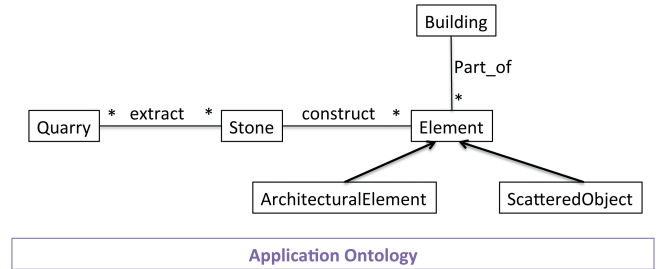 Building
Part_of
*
Quarry * extract * Stone construct * Element
ArchitecturalElement ScatteredObject
Application Ontology